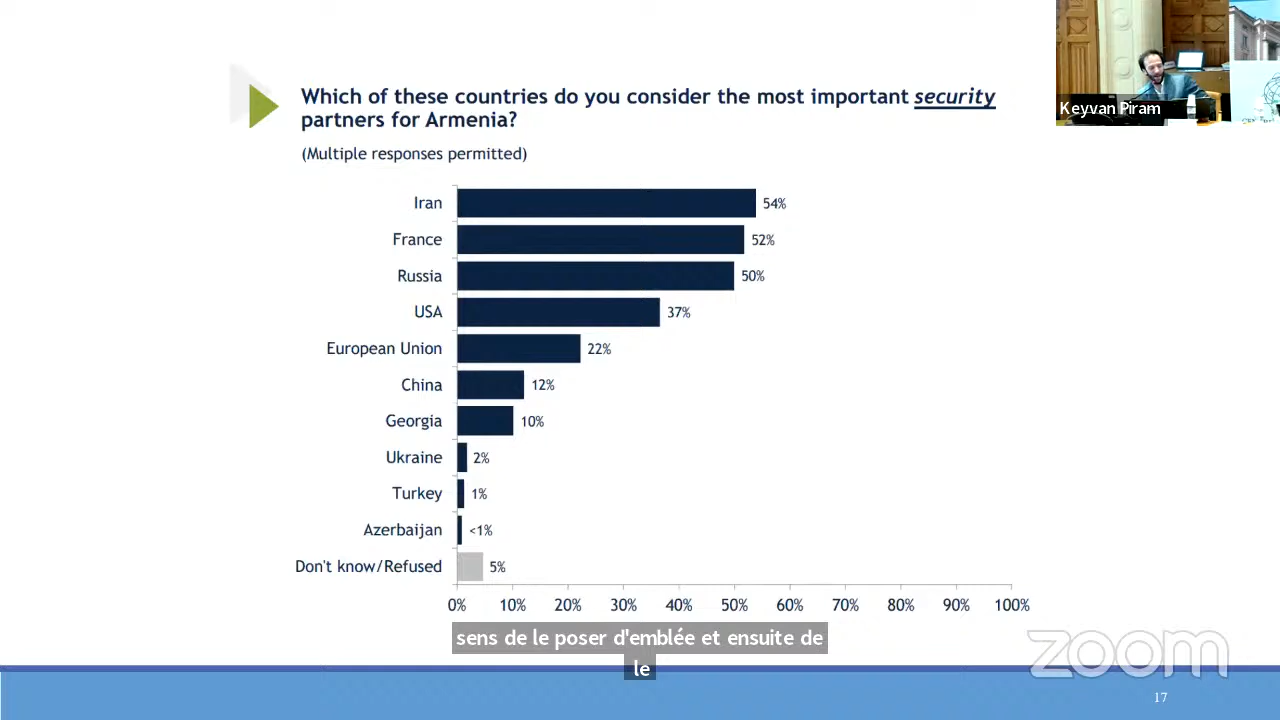 Keyvan Piram
Which of these countries do you consider the most important security
partners for Armenia?
(Multiple responses permitted)
Iran 54%
France 52%
Russia 50%
USA 37%
European Union 22%
China 12%
Georgia 10%
Ukraine 2%
Turkey 1%
Azerbaijan <1%
Don't know/Refused 5%
0% 10% 20% 30% 40% 50% 60% 70% 80% 90% 100%
sens de le poser d'emblée et ensuite de
le
zoom
17